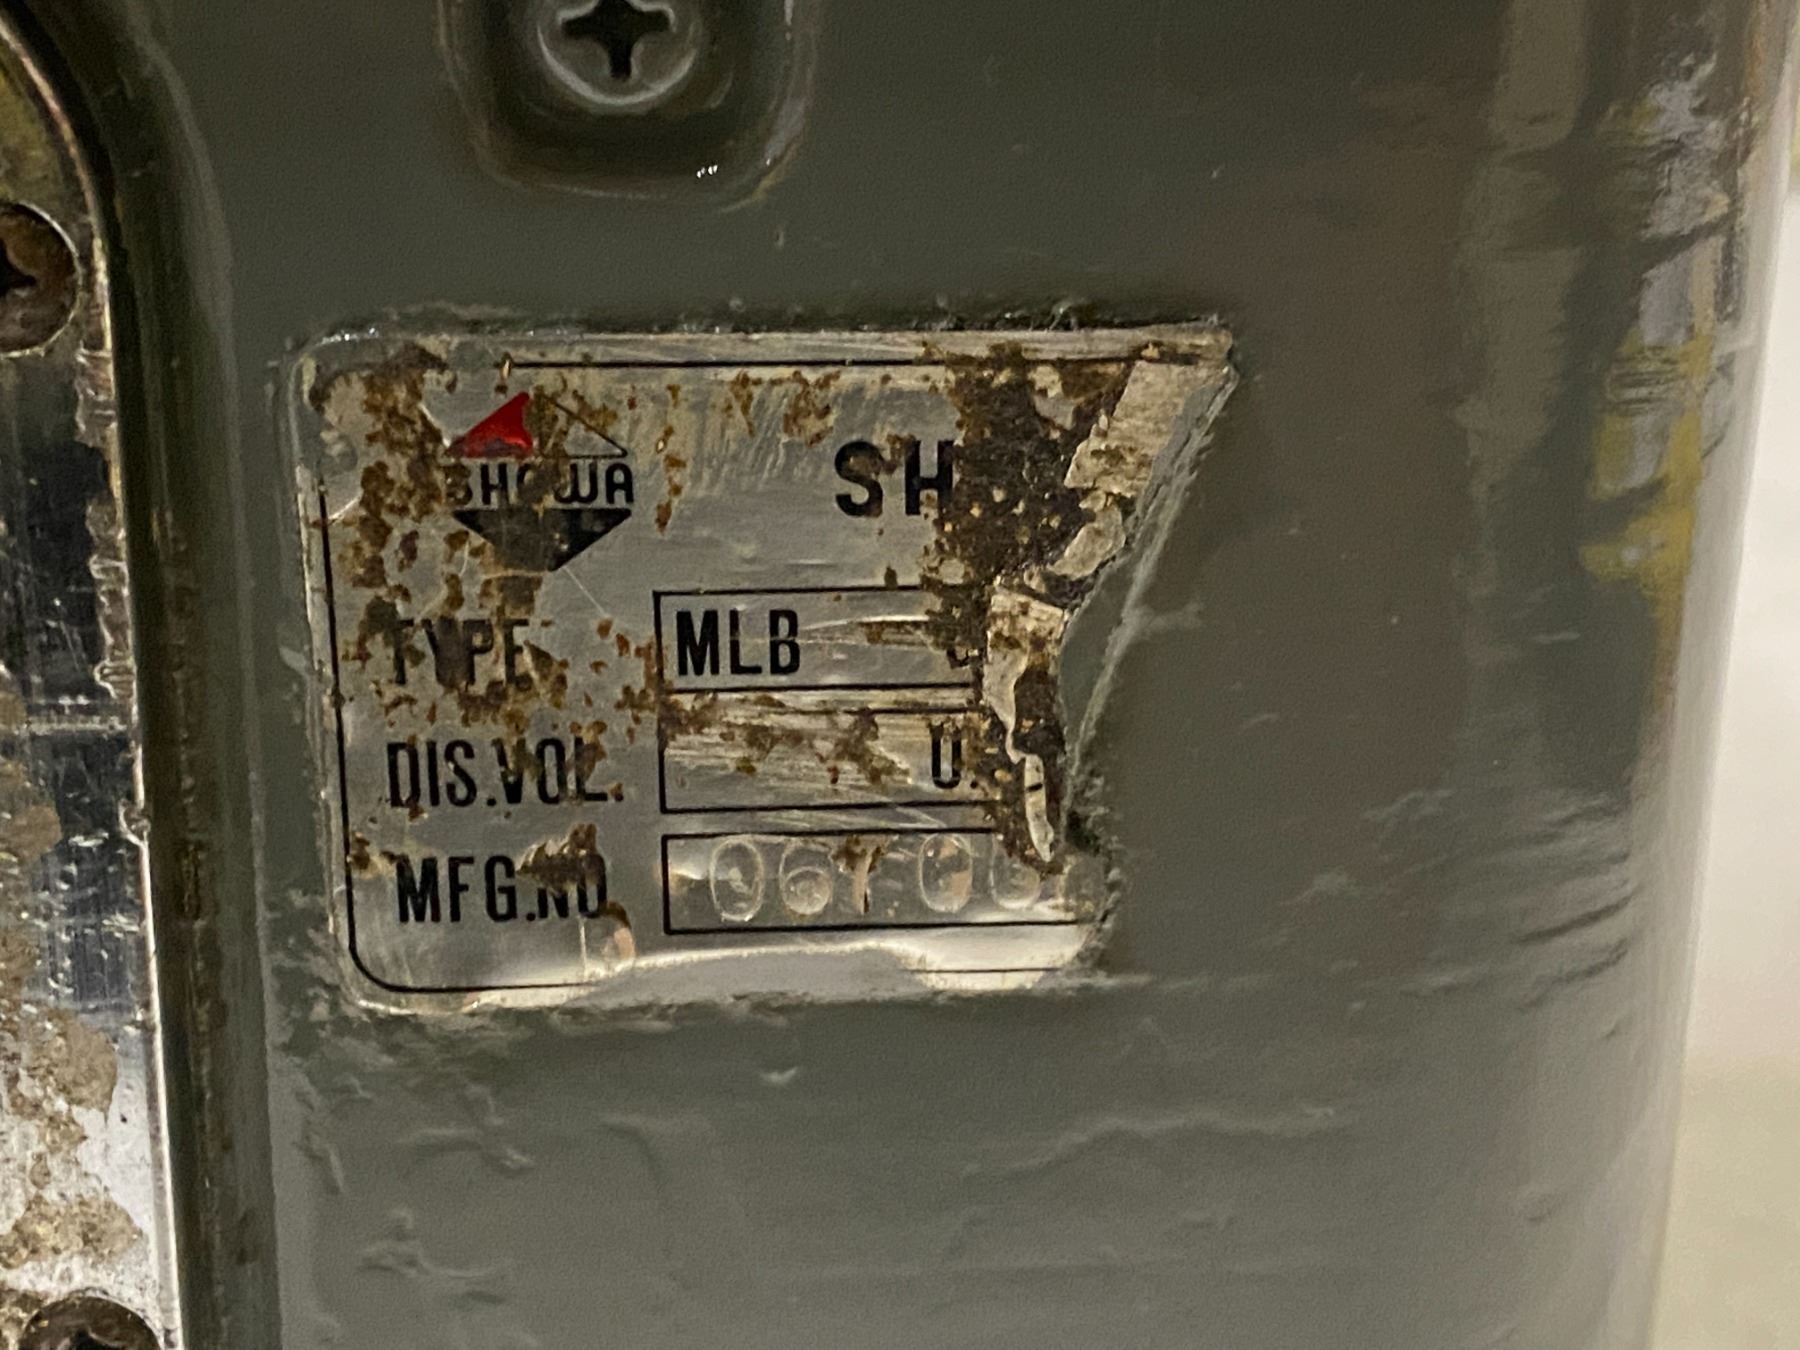 SHOWA
SH
TYPE MLB
DIS.VOL. U.
MFG.NO